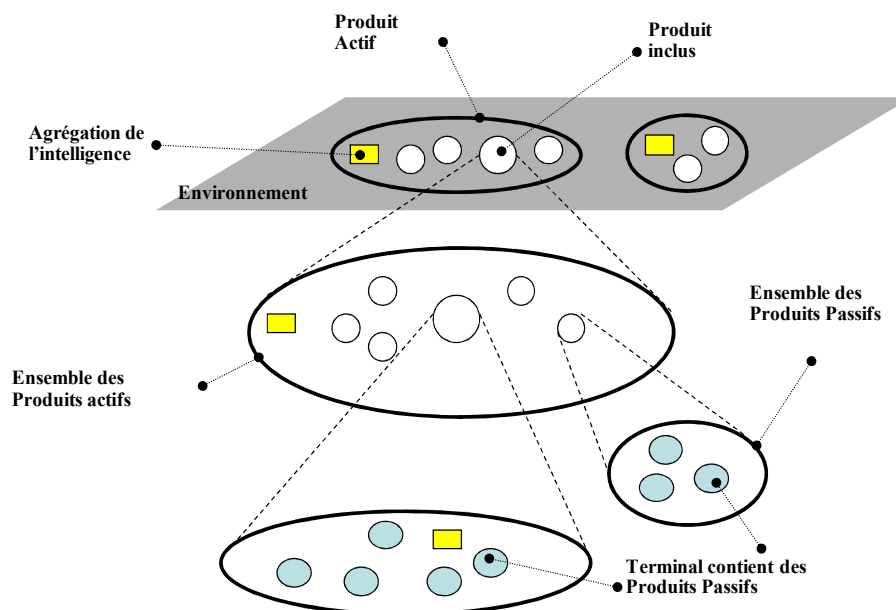 Produit
Actif
Produit
inclus
Agrégation de
l’intelligence
Environnement
Ensemble des
Produits Passifs
Ensemble des
Produits actifs
Terminal contient des
Produits Passifs